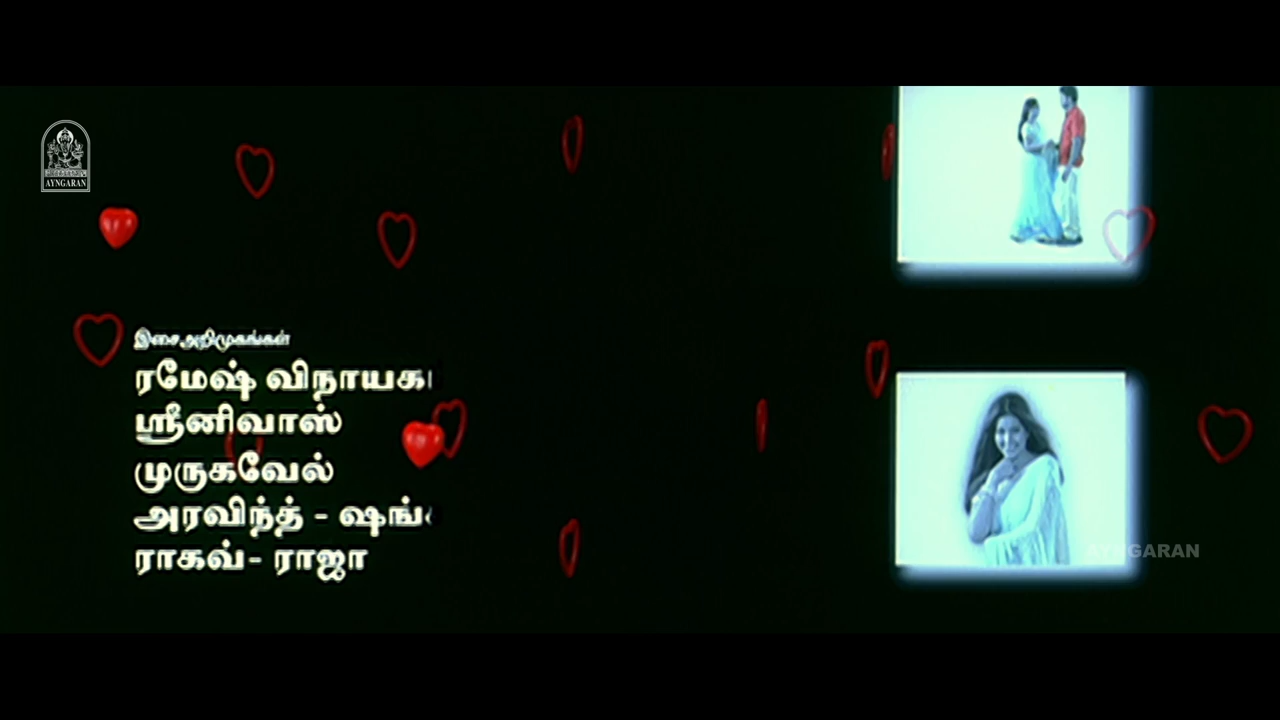 AYNGARAN
இசை அறிமுகங்கள்
ரமேஷ் விநாயக
ஸ்ரீனிவாஸ்
முருகவேல்
அரவிந்த் - ஷங்
ராகவ்- ராஜா
AYNGARAN